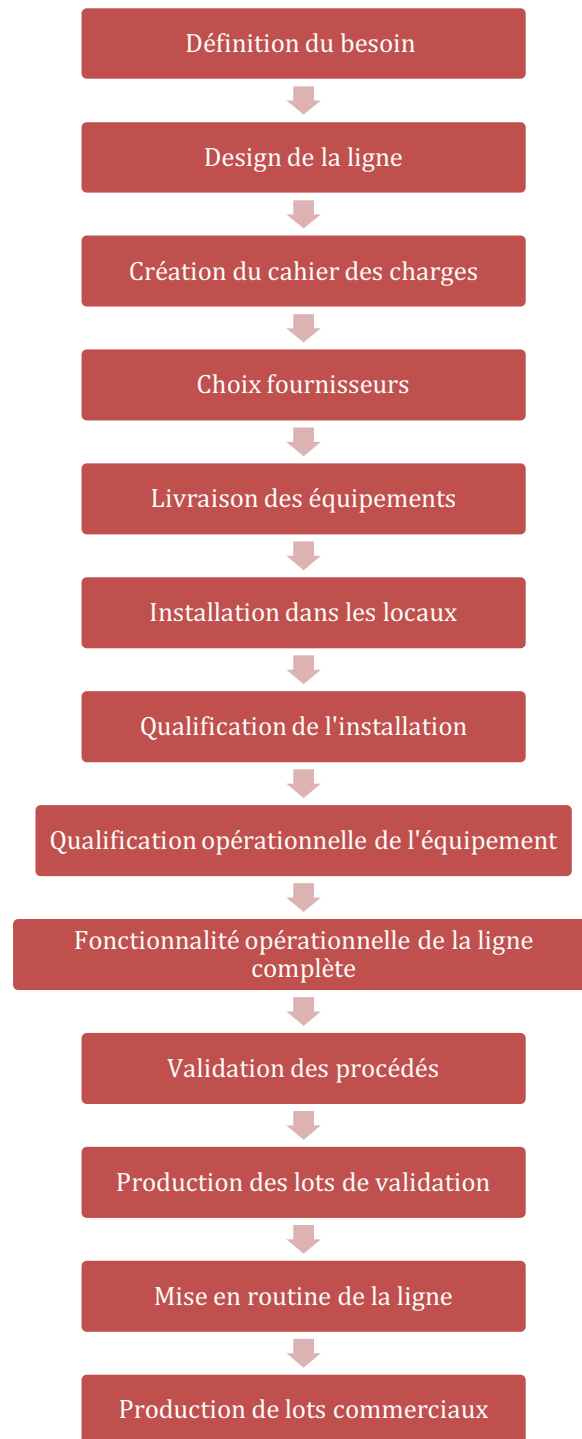 Définition du besoin
Design de la ligne
Création du cahier des charges
Choix fournisseurs
Livraison des équipements
Installation dans les locaux
Qualification de l'installation
Qualification opérationnelle de l'équipement
Fonctionnalité opérationnelle de la ligne
complète
Validation des procédés
Production des lots de validation
Mise en routine de la ligne
Production de lots commerciaux